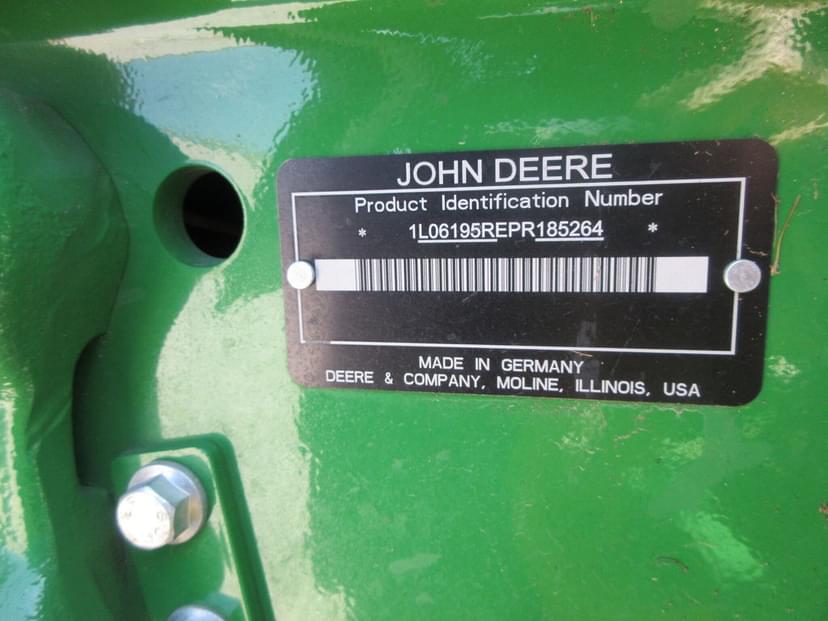 JOHN DEERE
Product Identification Number
* 1L06195REPR185264 *
MADE IN GERMANY
DEERE & COMPANY, MOLINE, ILLINOIS, USA